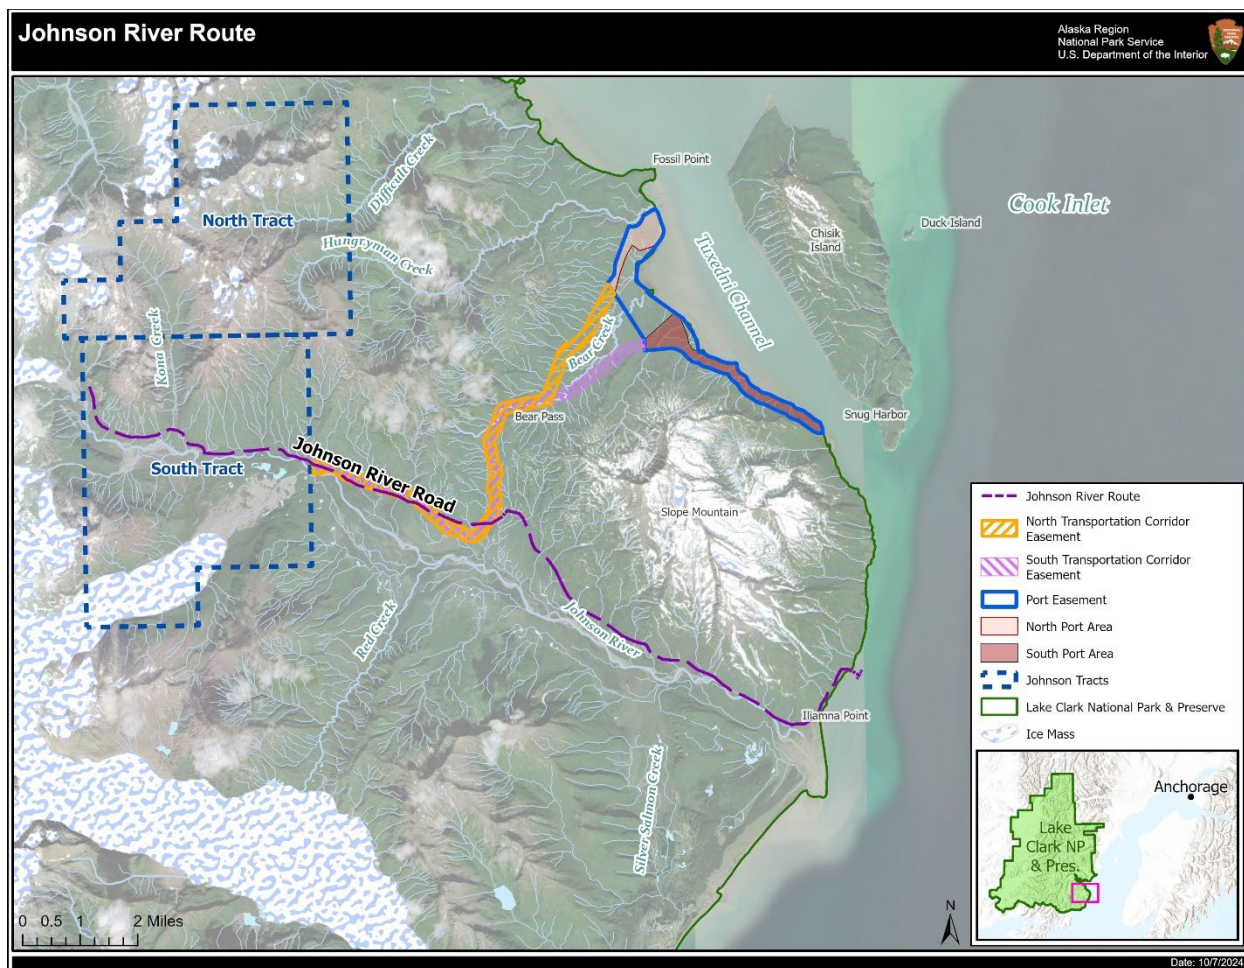 Johnson River Route
Alaska Region
National Park Service
U.S. Department of the Interior
Fossil Point
Difficult Creek
North Tract
Hungryman Creek
Chisik
Island
Duck Island
Cook Inlet
Tuxedni Channel
Kona Creek
Bear Creek
Bear Pass
Snug Harbor
South Tract
Johnson River Road
Slope Mountain
Red Creek
Johnson River
Iliamna Point
Silver Salmon Creek
Johnson River Route
North Transportation Corridor
Easement
South Transportation Corridor
Easement
Port Easement
North Port Area
South Port Area
Johnson Tracts
Lake Clark National Park & Preserve
Ice Mass
Anchorage
Lake
Clark NP
& Pres.
0 0.5 1 2 Miles
N
Date: 10/7/2024